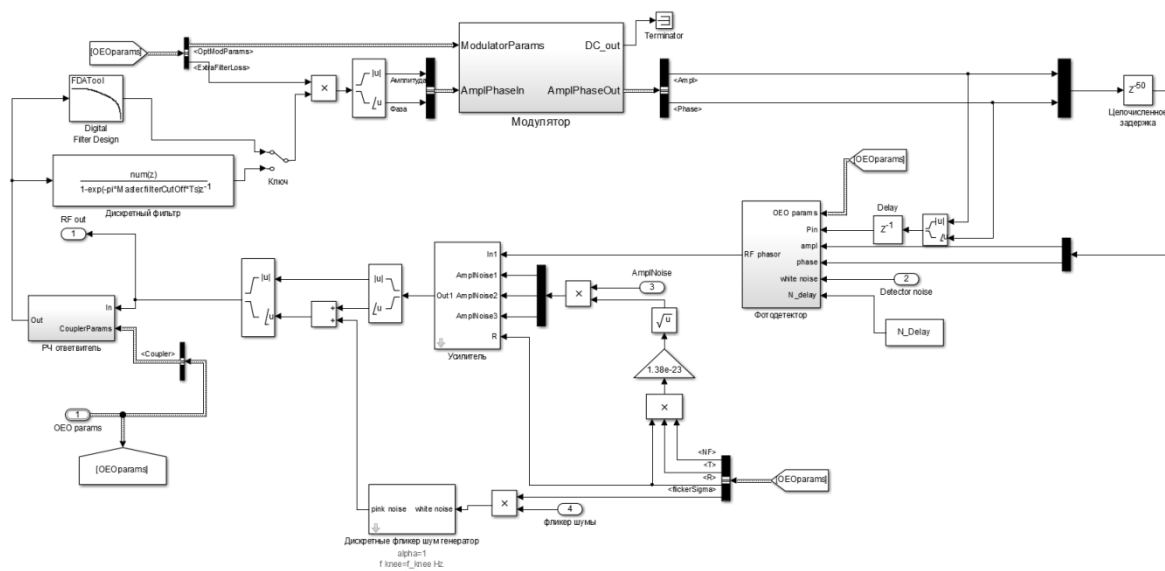 [OEOparams]
<OptModParams>
<ExtraFilterLoss>
FDATool
Digital
Filter Design
×
|u|
∠u
Амплитуда
Фаза
ModulatorParams
AmplPhaseIn
DC_out
AmplPhaseOut
Модулятор
Terminator
<Ampl>
<Phase>
Z-50
Целочисленное
задержка
num(z)
1-exp(-pi*Master.filterCutOff*Ts)z-1
Дискретный фильтр
Ключ
RF out
1
[OEOparams]
Delay
Z-1
|u|
∠u
OEO params
Pin
ampl
phase
white noise
N_delay
RF phasor
Фотодетектор
2
Detector noise
N_Delay
In
Out
CouplerParams
РЧ ответвитель
<Coupler>
1
OEO params
[OEOparams]
|u|
∠u
+
+
|u|
∠u
In1
AmplNoise1
Out1
AmplNoise2
AmplNoise3
R
Усилитель
×
AmplNoise
3
√u
1.38e-23
×
<NF>
<T>
<R>
<flickerSigma>
[OEOparams]
×
4
фликер шумы
pink noise
white noise
Дискретные фликер шум генератор
alpha=1
f knee=f_knee Hz